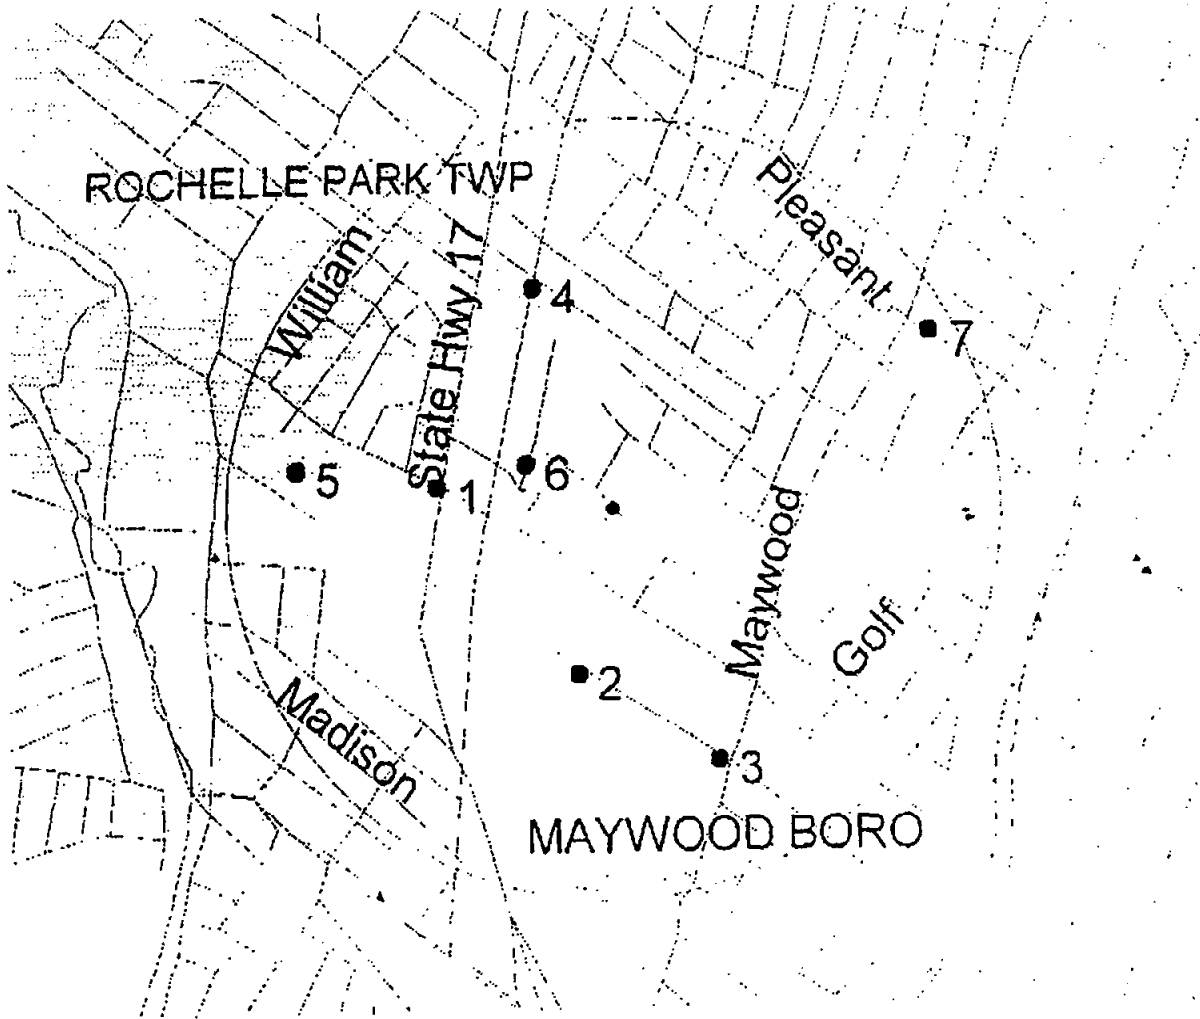 ROCHELLE PARK TWP
Pleasant
William
State Hwy 17
4
7
5
1
6
Maywood
Golf
2
Madison
3
MAYWOOD BORO